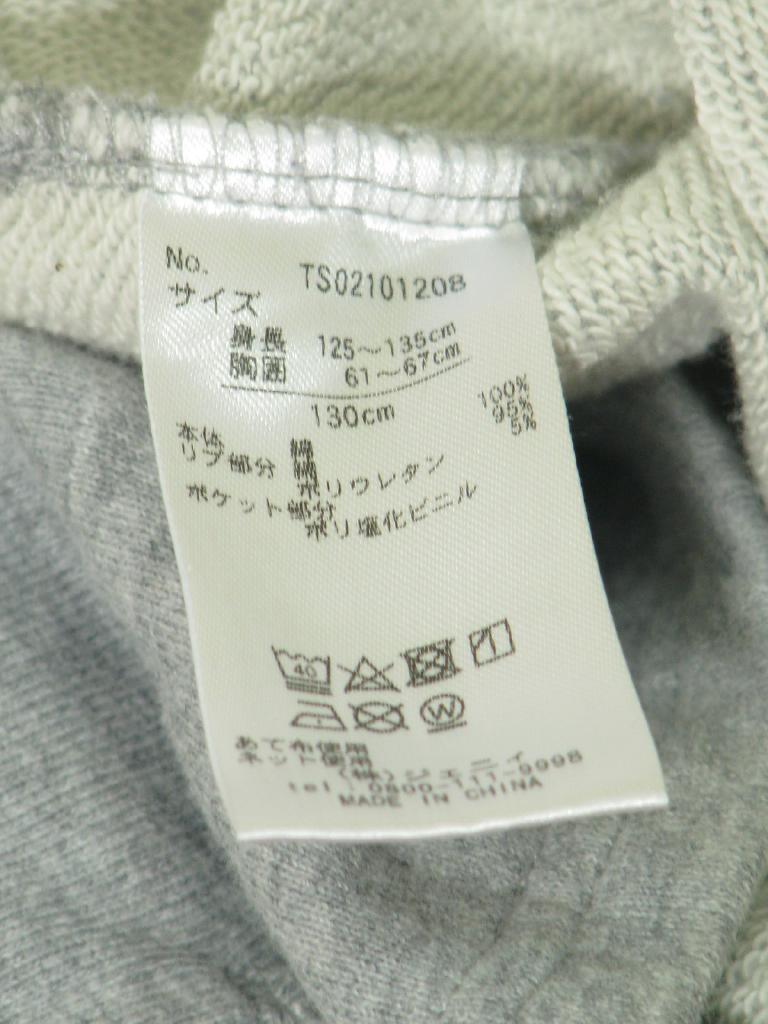 No. TS02101208
サイズ
身長 125～135cm
胸囲 61～67cm
130cm
本体 綿 100%
リブ部分 綿 95%
ポリウレタン 5%
ポケット部分
ポリ塩化ビニル
40
W
あて布使用
ネット使用
(株)ジェニイ
tel：0800-111-9998
MADE IN CHINA